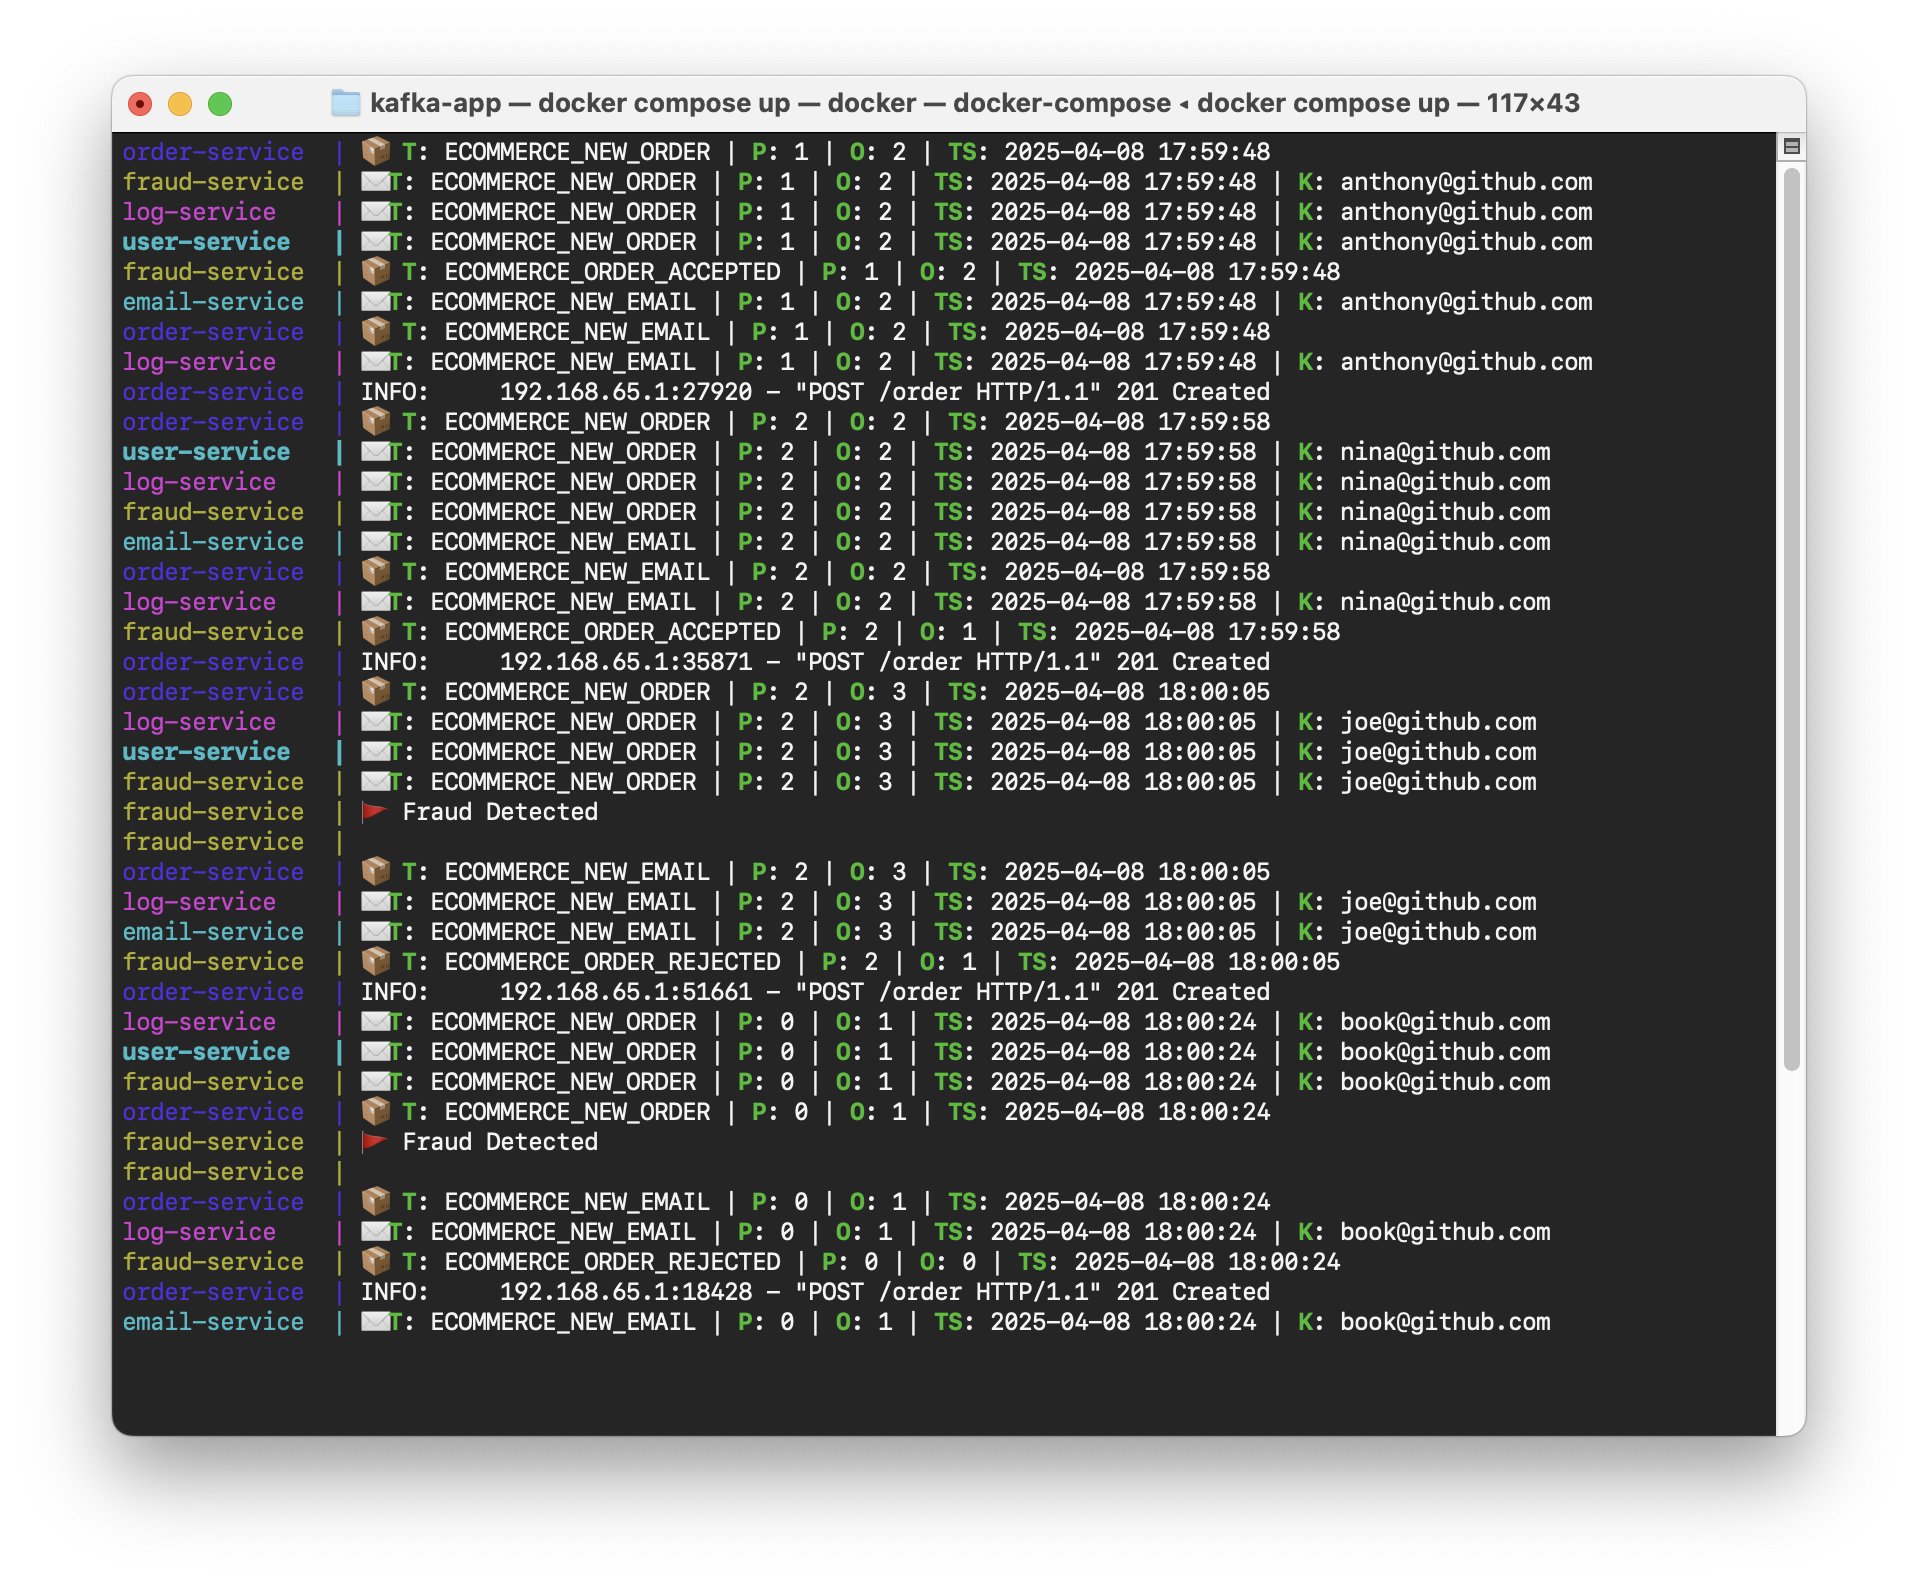 kafka-app — docker compose up — docker — docker-compose ◂ docker compose up — 117×43
order-service | 📦 T: ECOMMERCE_NEW_ORDER | P: 1 | O: 2 | TS: 2025-04-08 17:59:48
fraud-service | ✉️T: ECOMMERCE_NEW_ORDER | P: 1 | O: 2 | TS: 2025-04-08 17:59:48 | K: anthony@github.com
log-service | ✉️T: ECOMMERCE_NEW_ORDER | P: 1 | O: 2 | TS: 2025-04-08 17:59:48 | K: anthony@github.com
user-service | ✉️T: ECOMMERCE_NEW_ORDER | P: 1 | O: 2 | TS: 2025-04-08 17:59:48 | K: anthony@github.com
fraud-service | 📦 T: ECOMMERCE_ORDER_ACCEPTED | P: 1 | O: 2 | TS: 2025-04-08 17:59:48
email-service | ✉️T: ECOMMERCE_NEW_EMAIL | P: 1 | O: 2 | TS: 2025-04-08 17:59:48 | K: anthony@github.com
order-service | 📦 T: ECOMMERCE_NEW_EMAIL | P: 1 | O: 2 | TS: 2025-04-08 17:59:48
log-service | ✉️T: ECOMMERCE_NEW_EMAIL | P: 1 | O: 2 | TS: 2025-04-08 17:59:48 | K: anthony@github.com
order-service | INFO: 192.168.65.1:27920 - "POST /order HTTP/1.1" 201 Created
order-service | 📦 T: ECOMMERCE_NEW_ORDER | P: 2 | O: 2 | TS: 2025-04-08 17:59:58
user-service | ✉️T: ECOMMERCE_NEW_ORDER | P: 2 | O: 2 | TS: 2025-04-08 17:59:58 | K: nina@github.com
log-service | ✉️T: ECOMMERCE_NEW_ORDER | P: 2 | O: 2 | TS: 2025-04-08 17:59:58 | K: nina@github.com
fraud-service | ✉️T: ECOMMERCE_NEW_ORDER | P: 2 | O: 2 | TS: 2025-04-08 17:59:58 | K: nina@github.com
email-service | ✉️T: ECOMMERCE_NEW_EMAIL | P: 2 | O: 2 | TS: 2025-04-08 17:59:58 | K: nina@github.com
order-service | 📦 T: ECOMMERCE_NEW_EMAIL | P: 2 | O: 2 | TS: 2025-04-08 17:59:58
log-service | ✉️T: ECOMMERCE_NEW_EMAIL | P: 2 | O: 2 | TS: 2025-04-08 17:59:58 | K: nina@github.com
fraud-service | 📦 T: ECOMMERCE_ORDER_ACCEPTED | P: 2 | O: 1 | TS: 2025-04-08 17:59:58
order-service | INFO: 192.168.65.1:35871 - "POST /order HTTP/1.1" 201 Created
order-service | 📦 T: ECOMMERCE_NEW_ORDER | P: 2 | O: 3 | TS: 2025-04-08 18:00:05
log-service | ✉️T: ECOMMERCE_NEW_ORDER | P: 2 | O: 3 | TS: 2025-04-08 18:00:05 | K: joe@github.com
user-service | ✉️T: ECOMMERCE_NEW_ORDER | P: 2 | O: 3 | TS: 2025-04-08 18:00:05 | K: joe@github.com
fraud-service | ✉️T: ECOMMERCE_NEW_ORDER | P: 2 | O: 3 | TS: 2025-04-08 18:00:05 | K: joe@github.com
fraud-service | 🚩 Fraud Detected
fraud-service |
order-service | 📦 T: ECOMMERCE_NEW_EMAIL | P: 2 | O: 3 | TS: 2025-04-08 18:00:05
log-service | ✉️T: ECOMMERCE_NEW_EMAIL | P: 2 | O: 3 | TS: 2025-04-08 18:00:05 | K: joe@github.com
email-service | ✉️T: ECOMMERCE_NEW_EMAIL | P: 2 | O: 3 | TS: 2025-04-08 18:00:05 | K: joe@github.com
fraud-service | 📦 T: ECOMMERCE_ORDER_REJECTED | P: 2 | O: 1 | TS: 2025-04-08 18:00:05
order-service | INFO: 192.168.65.1:51661 - "POST /order HTTP/1.1" 201 Created
log-service | ✉️T: ECOMMERCE_NEW_ORDER | P: 0 | O: 1 | TS: 2025-04-08 18:00:24 | K: book@github.com
user-service | ✉️T: ECOMMERCE_NEW_ORDER | P: 0 | O: 1 | TS: 2025-04-08 18:00:24 | K: book@github.com
fraud-service | ✉️T: ECOMMERCE_NEW_ORDER | P: 0 | O: 1 | TS: 2025-04-08 18:00:24 | K: book@github.com
order-service | 📦 T: ECOMMERCE_NEW_ORDER | P: 0 | O: 1 | TS: 2025-04-08 18:00:24
fraud-service | 🚩 Fraud Detected
fraud-service |
order-service | 📦 T: ECOMMERCE_NEW_EMAIL | P: 0 | O: 1 | TS: 2025-04-08 18:00:24
log-service | ✉️T: ECOMMERCE_NEW_EMAIL | P: 0 | O: 1 | TS: 2025-04-08 18:00:24 | K: book@github.com
fraud-service | 📦 T: ECOMMERCE_ORDER_REJECTED | P: 0 | O: 0 | TS: 2025-04-08 18:00:24
order-service | INFO: 192.168.65.1:18428 - "POST /order HTTP/1.1" 201 Created
email-service | ✉️T: ECOMMERCE_NEW_EMAIL | P: 0 | O: 1 | TS: 2025-04-08 18:00:24 | K: book@github.com